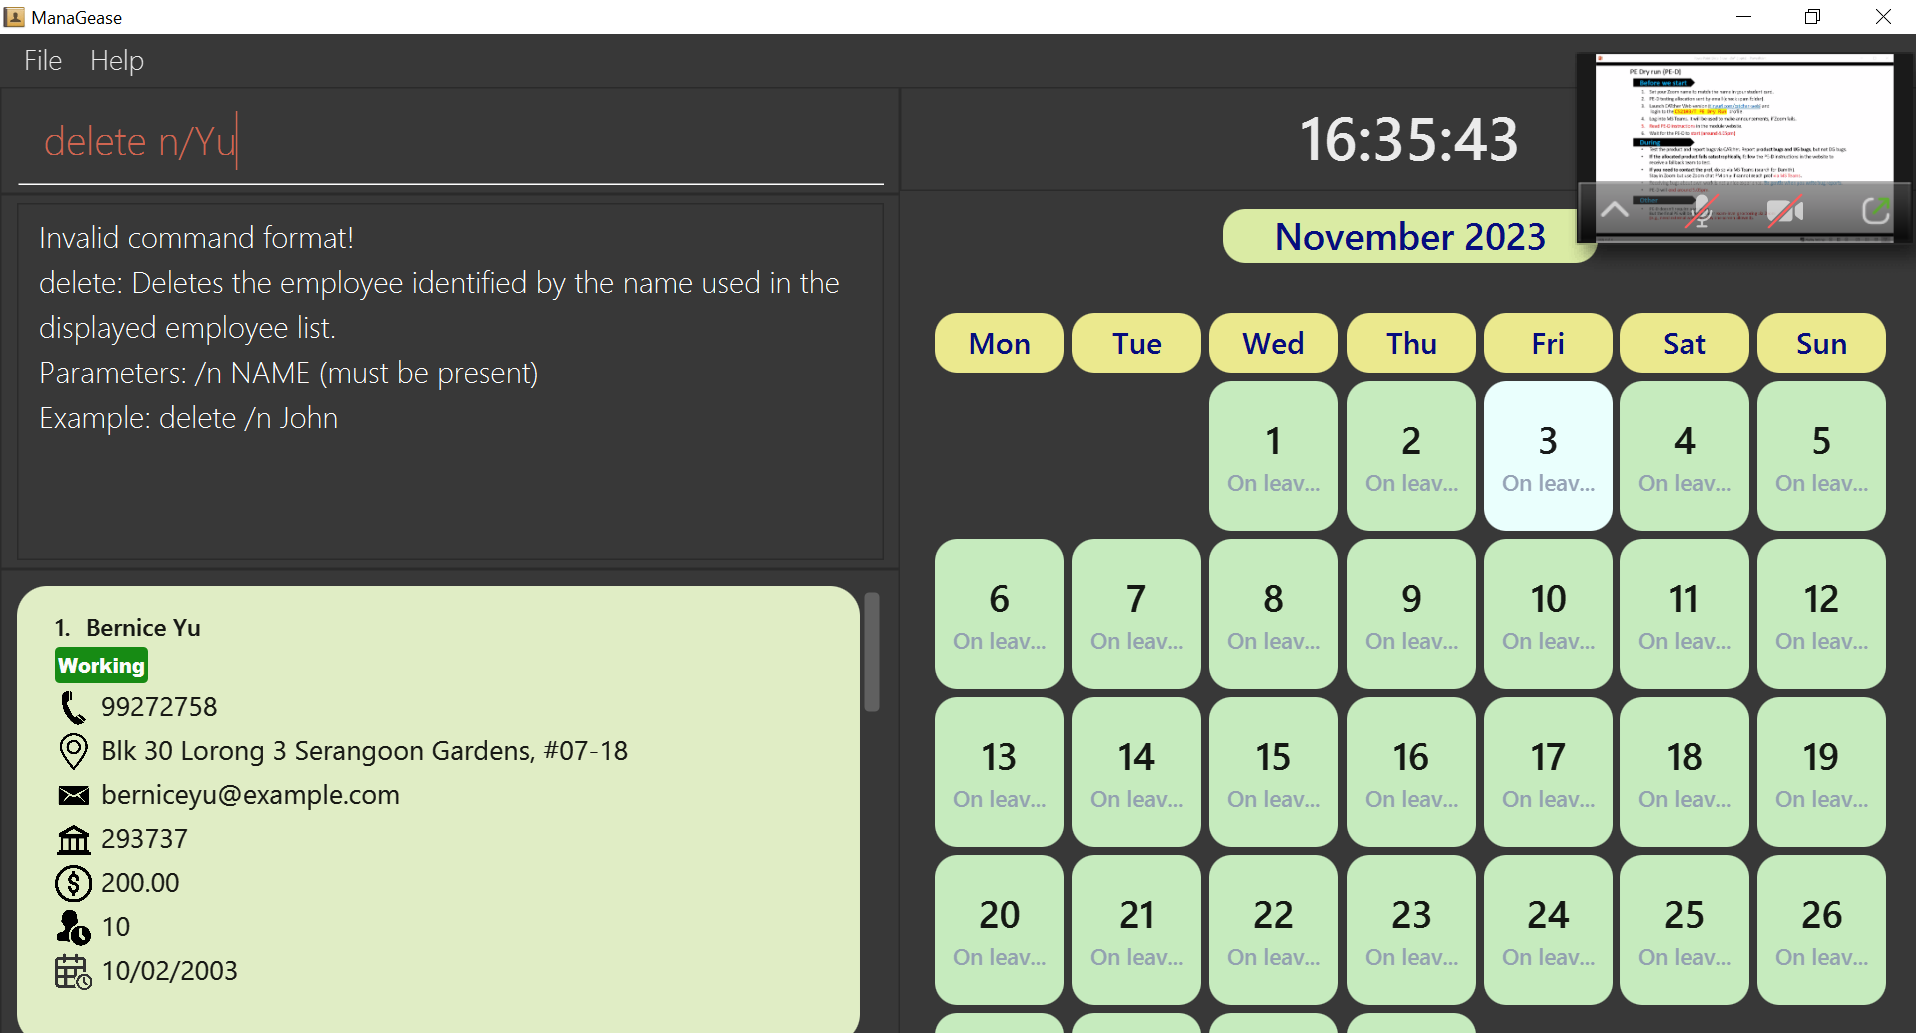 ManaGease
File Help
delete n/Yu
Invalid command format!
delete: Deletes the employee identified by the name used in the
displayed employee list.
Parameters: /n NAME (must be present)
Example: delete /n John
1. Bernice Yu
Working
99272758
Blk 30 Lorong 3 Serangoon Gardens, #07-18
berniceyu@example.com
293737
200.00
10
10/02/2003
16:35:43
PE Dry run (PE-D)
Before we start
During
Other
November 2023
Mon Tue Wed Thu Fri Sat Sun
1 2 3 4 5
On leav... On leav... On leav... On leav... On leav...
6 7 8 9 10 11 12
On leav... On leav... On leav... On leav... On leav... On leav... On leav...
13 14 15 16 17 18 19
On leav... On leav... On leav... On leav... On leav... On leav... On leav...
20 21 22 23 24 25 26
On leav... On leav... On leav... On leav... On leav... On leav... On leav...